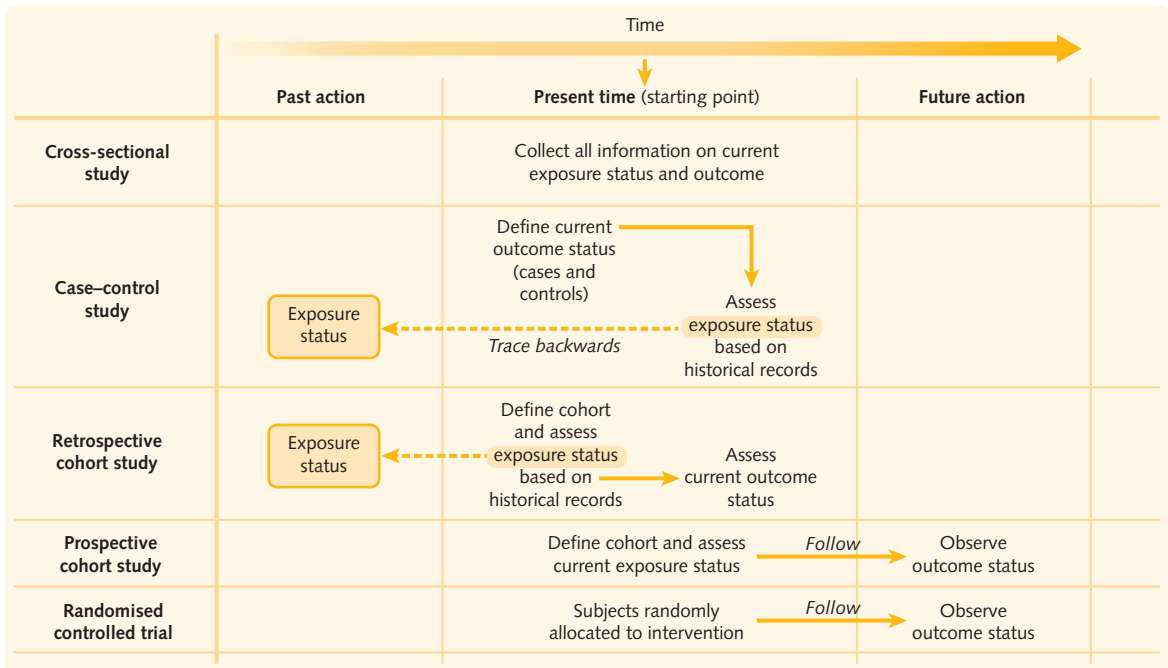 Time
Past action
Present time (starting point)
Future action
Cross-sectional
study
Collect all information on current
exposure status and outcome
Case–control
study
Define current
outcome status
(cases and
controls)
Assess
exposure status
based on
historical records
Trace backwards
Exposure
status
Retrospective
cohort study
Exposure
status
Define cohort
and assess
exposure status
based on
historical records
Assess
current outcome
status
Prospective
cohort study
Define cohort and assess
current exposure status
Follow
Observe
outcome status
Randomised
controlled trial
Subjects randomly
allocated to intervention
Follow
Observe
outcome status